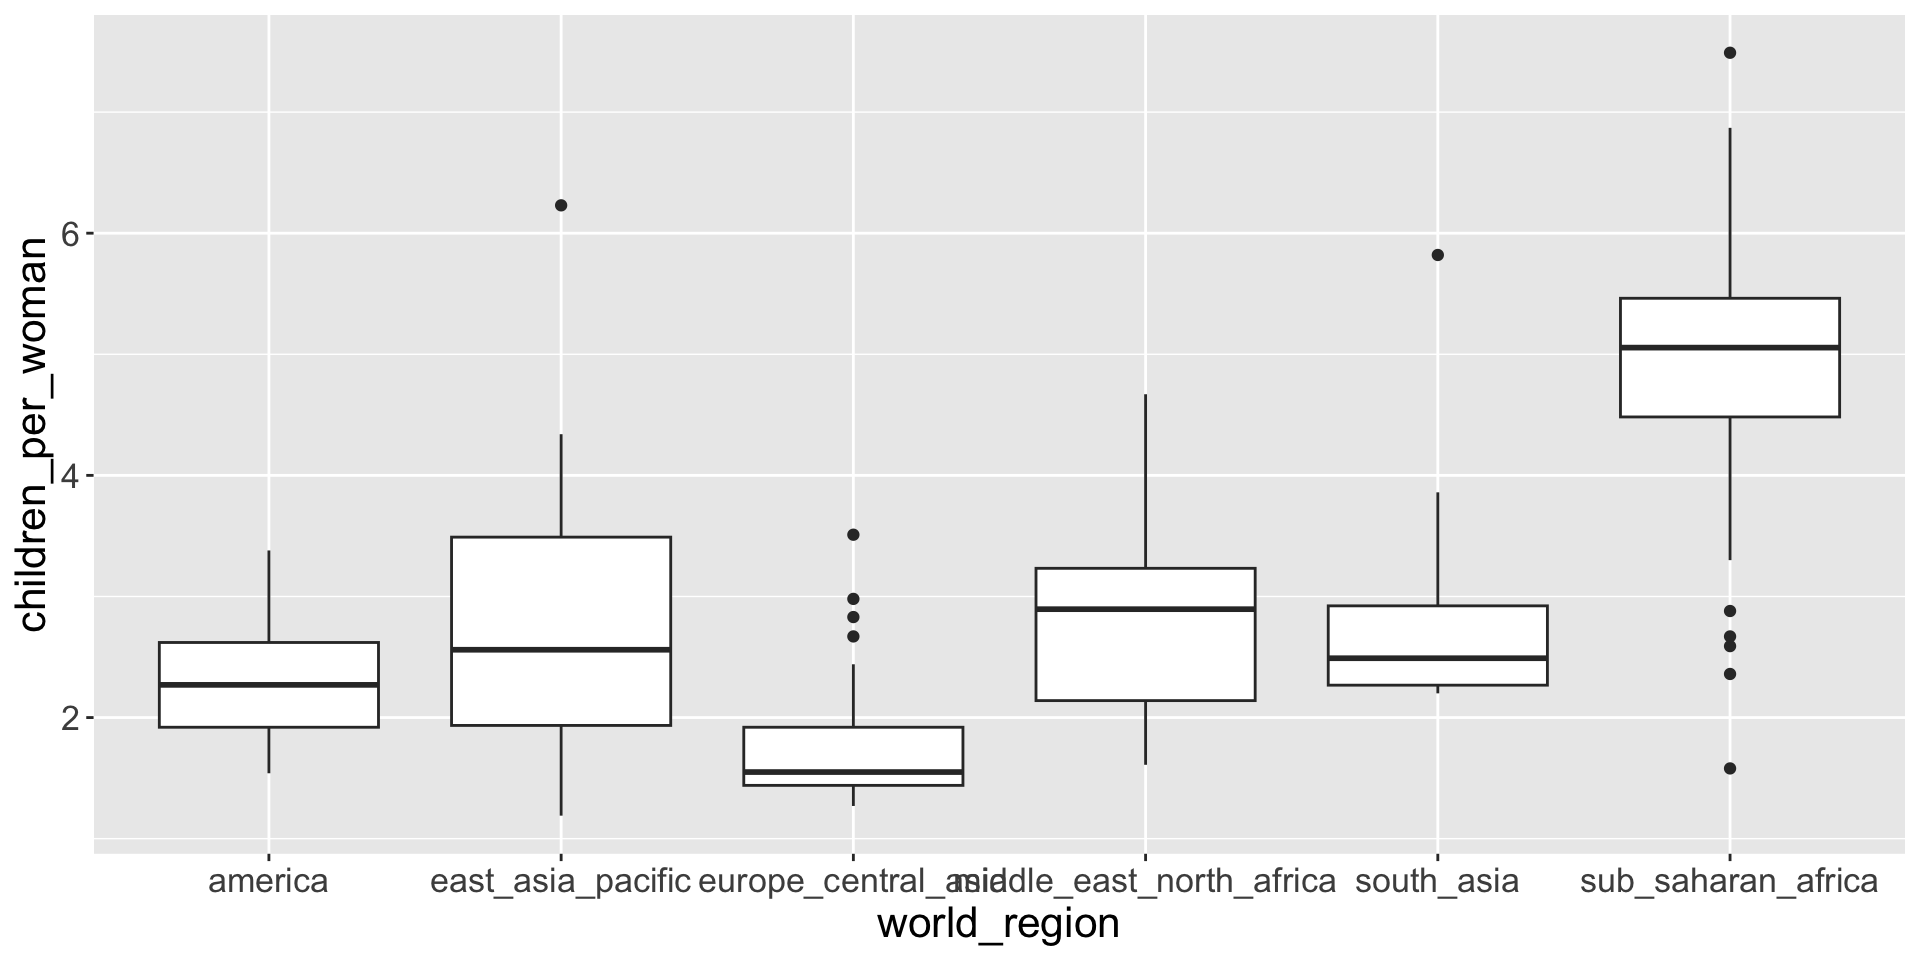 children_per_woman
6
4
2
america
east_asia_pacific
europe_central_asia
middle_east_north_africa
south_asia
sub_saharan_africa
world_region